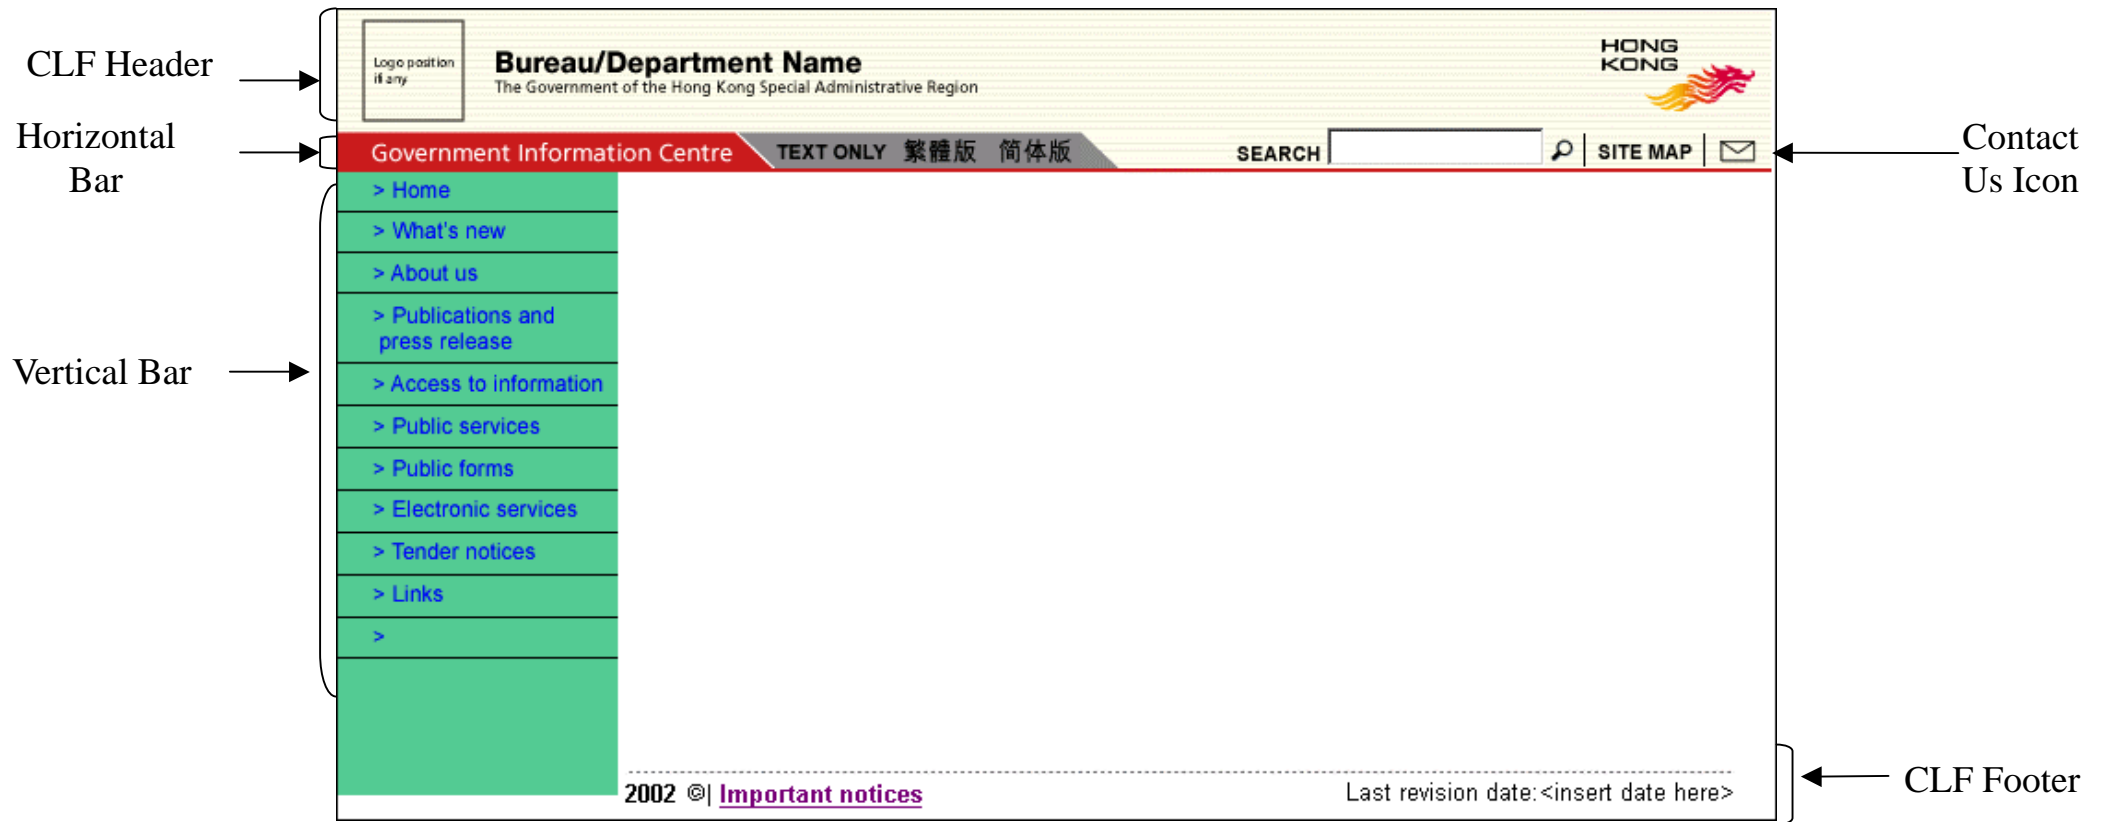 CLF Header
Logo position
if any
Bureau/Department Name
The Government of the Hong Kong Special Administrative Region
HONG
KONG
Horizontal
Bar
Government Information Centre TEXT ONLY 繁體版 简体版 SEARCH SITE MAP
Contact
Us Icon
Vertical Bar
> Home
> What's new
> About us
> Publications and
press release
> Access to information
> Public services
> Public forms
> Electronic services
> Tender notices
> Links
>
2002 ©| Important notices Last revision date:<insert date here>
CLF Footer